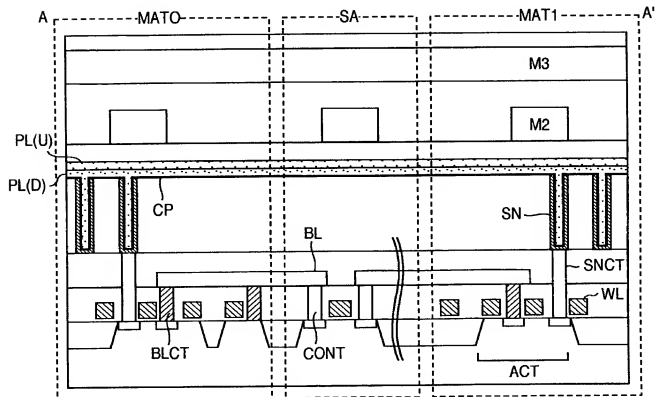 A MAT0 SA MAT1 A'
M3
M2
PL(U)
PL(D)
CP
SN
BL
SNCT
WL
BLCT
CONT
ACT